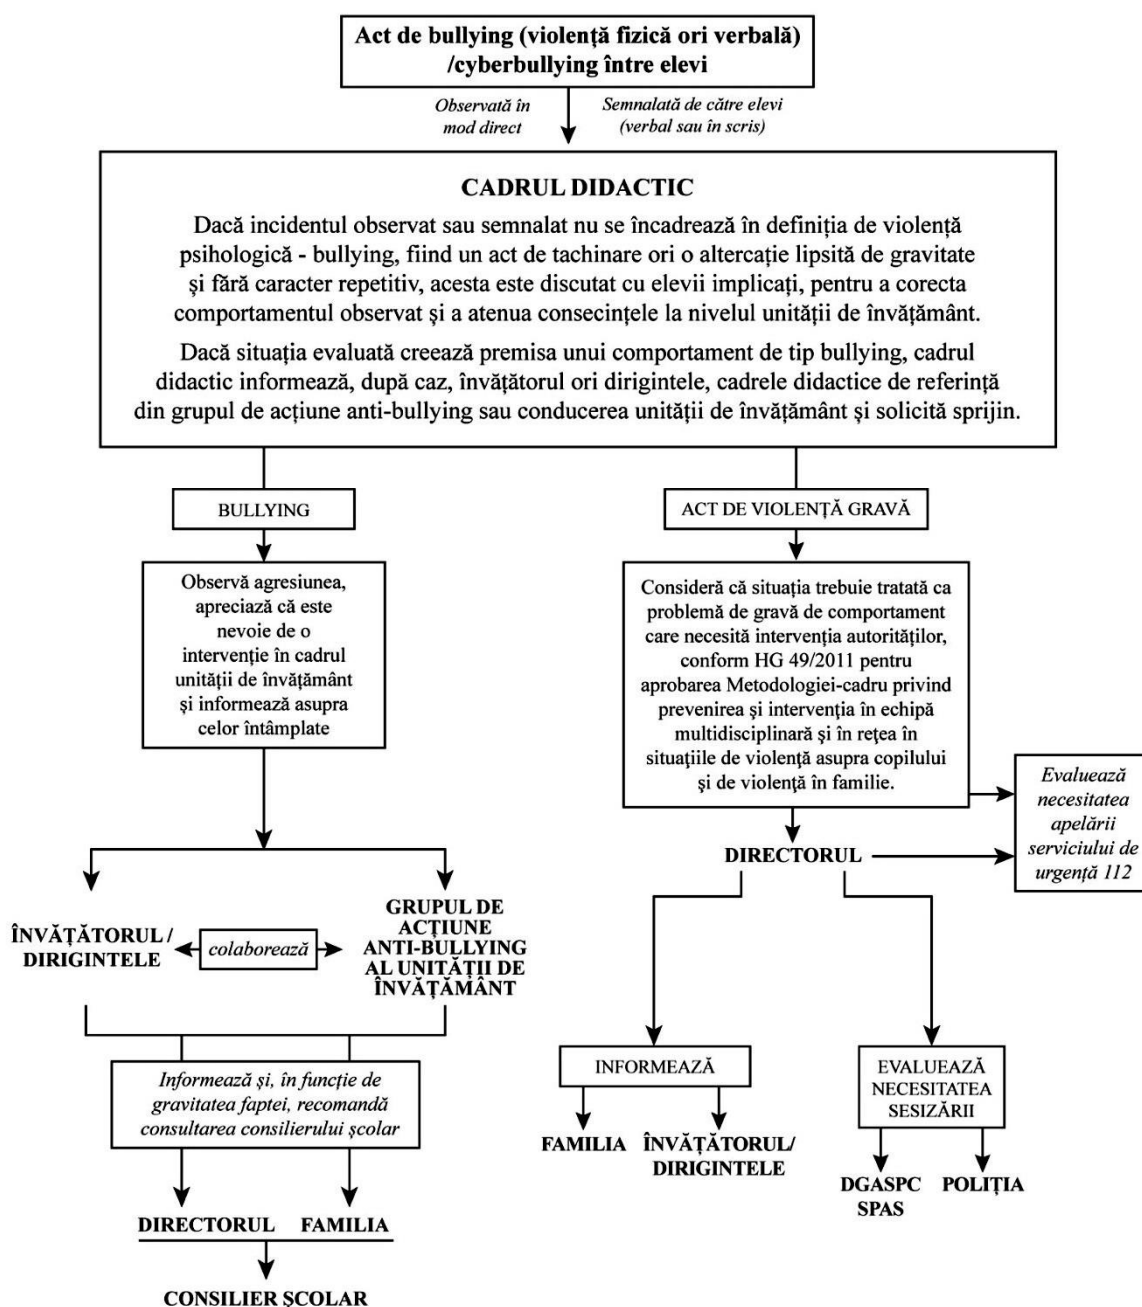 Act de bullying (violență fizică ori verbală)
/cyberbullying între elevi
Observată în
mod direct
Semnalată de către elevi
(verbal sau în scris)
CADRUL DIDACTIC
Dacă incidentul observat sau semnalat nu se încadrează în definiția de violență
psihologică - bullying, fiind un act de tachinare ori o altercație lipsită de gravitate
și fără caracter repetitiv, acesta este discutat cu elevii implicați, pentru a corecta
comportamentul observat și a atenua consecințele la nivelul unității de învățământ.
Dacă situația evaluată creează premisa unui comportament de tip bullying, cadrul
didactic informează, după caz, învățătorul ori dirigintele, cadrele didactice de referință
din grupul de acțiune anti-bullying sau conducerea unității de învățământ și solicită sprijin.
BULLYING
Observă agresiunea,
apreciază că este
nevoie de o
intervenție în cadrul
unității de învățământ
și informează asupra
celor întâmplate
ÎNVĂȚĂTORUL /
DIRIGINTELE
colaborează
GRUPUL DE
ACȚIUNE
ANTI-BULLYING
AL UNITĂȚII DE
ÎNVĂȚĂMÂNT
Informează și, în funcție de
gravitatea faptei, recomandă
consultarea consilierului școlar
DIRECTORUL
FAMILIA
CONSILIER ȘCOLAR
ACT DE VIOLENȚĂ GRAVĂ
Consideră că situația trebuie tratată ca
problemă de gravă de comportament
care necesită intervenția autorităților,
conform HG 49/2011 pentru
aprobarea Metodologiei-cadru privind
prevenirea şi intervenţia în echipă
multidisciplinară şi în reţea în
situaţiile de violenţă asupra copilului
şi de violenţă în familie.
Evaluează
necesitatea
apelării
serviciului de
urgență 112
DIRECTORUL
INFORMEAZĂ
FAMILIA
ÎNVĂȚĂTORUL/
DIRIGINTELE
EVALUEAZĂ
NECESITATEA
SESIZĂRII
DGASPC
SPAS
POLIȚIA